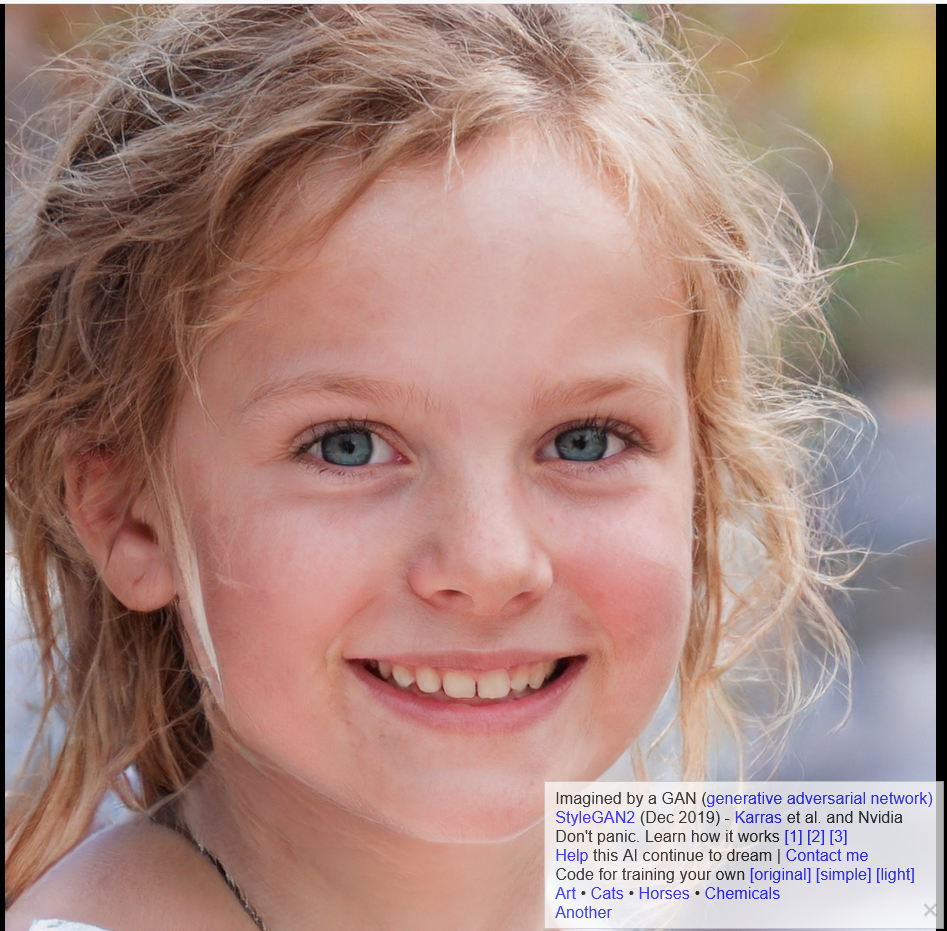 Imagined by a GAN (generative adversarial network)
StyleGAN2 (Dec 2019) - Karras et al. and Nvidia
Don't panic. Learn how it works [1] [2] [3]
Help this AI continue to dream | Contact me
Code for training your own [original] [simple] [light]
Art • Cats • Horses • Chemicals
Another